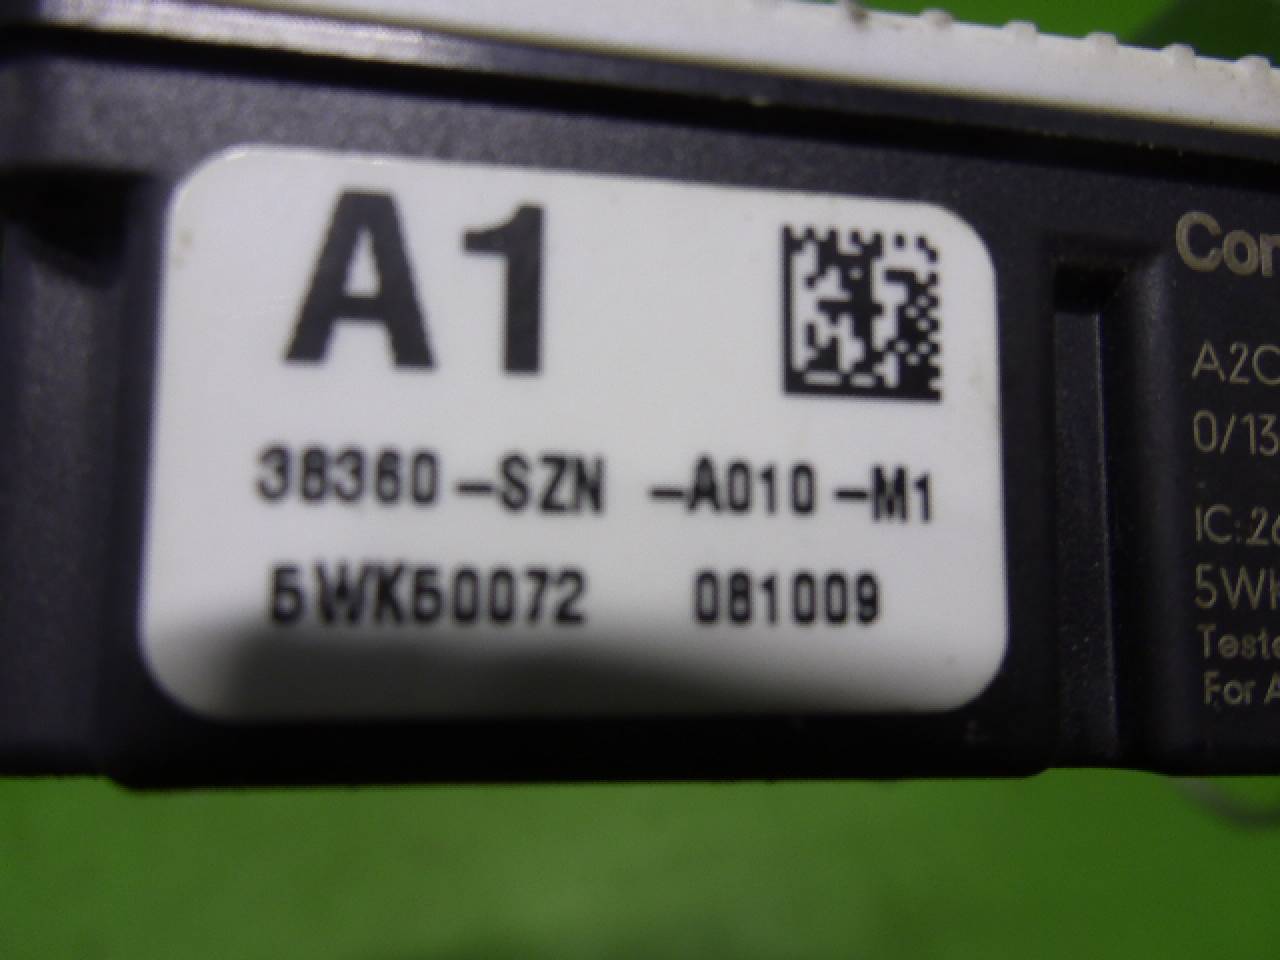 A1
38360-SZN -A010-M1
5WK50072 081009
Con
A2C
0/13
IC:26
5WK
Teste
For A